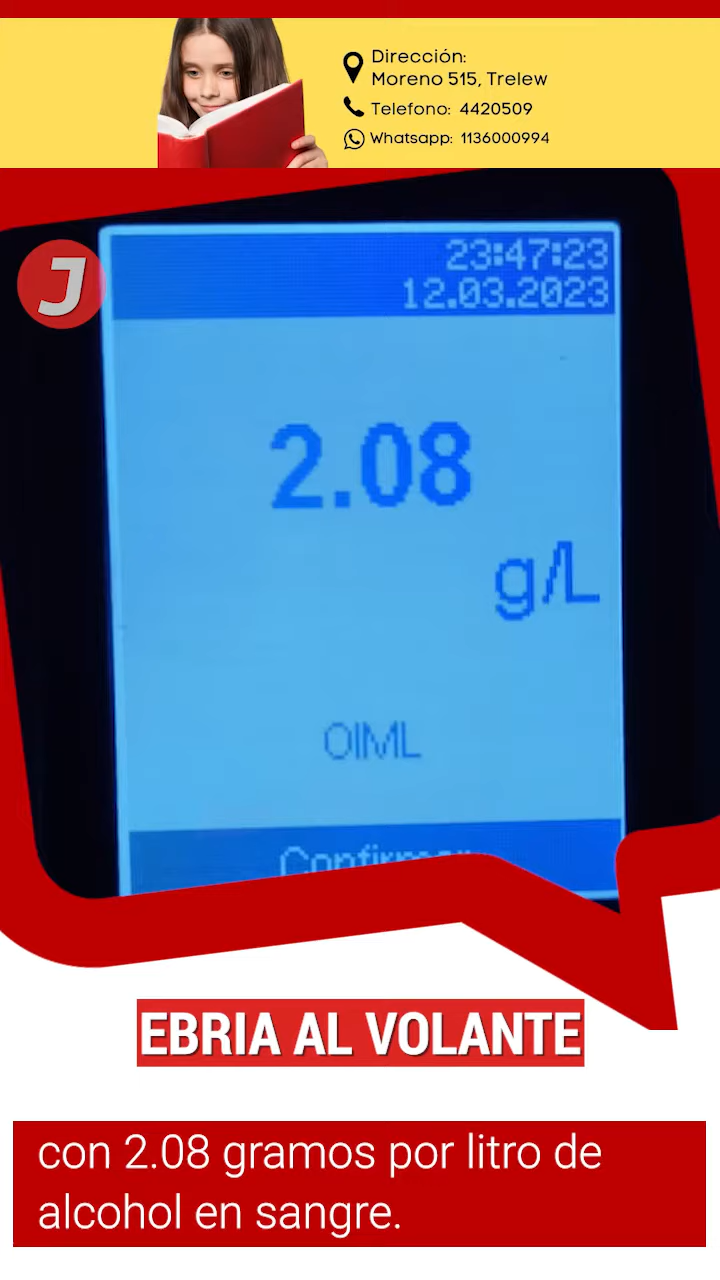 Dirección:
Moreno 515, Trelew
Telefono: 4420509
Whatsapp: 1136000994
J
23:47:23
12.03.2023
2.08
g/L
OIML
Confirmar
EBRIA AL VOLANTE
con 2.08 gramos por litro de
alcohol en sangre.